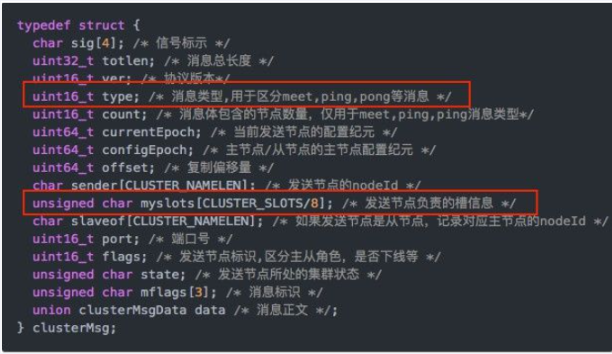 typedef struct {
char sig[4]; /* 信号标示 */
uint32_t totlen; /* 消息总长度 */
uint16_t ver; /* 协议版本*/
uint16_t type; /* 消息类型,用于区分meet,ping,pong等消息 */
uint16_t count; /* 消息体包含的节点数量，仅用于meet,ping,ping消息类型*/
uint64_t currentEpoch; /* 当前发送节点的配置纪元 */
uint64_t configEpoch; /* 主节点/从节点的主节点配置纪元 */
uint64_t offset; /* 复制偏移量 */
char sender[CLUSTER_NAMELEN]; /* 发送节点的nodeId */
unsigned char myslots[CLUSTER_SLOTS/8]; /* 发送节点负责的槽信息 */
char slaveof[CLUSTER_NAMELEN]; /* 如果发送节点是从节点，记录对应主节点的nodeId */
uint16_t port; /* 端口号 */
uint16_t flags; /* 发送节点标识,区分主从角色，是否下线等 */
unsigned char state; /* 发送节点所处的集群状态 */
unsigned char mflags[3]; /* 消息标识 */
union clusterMsgData data /* 消息正文 */;
} clusterMsg;